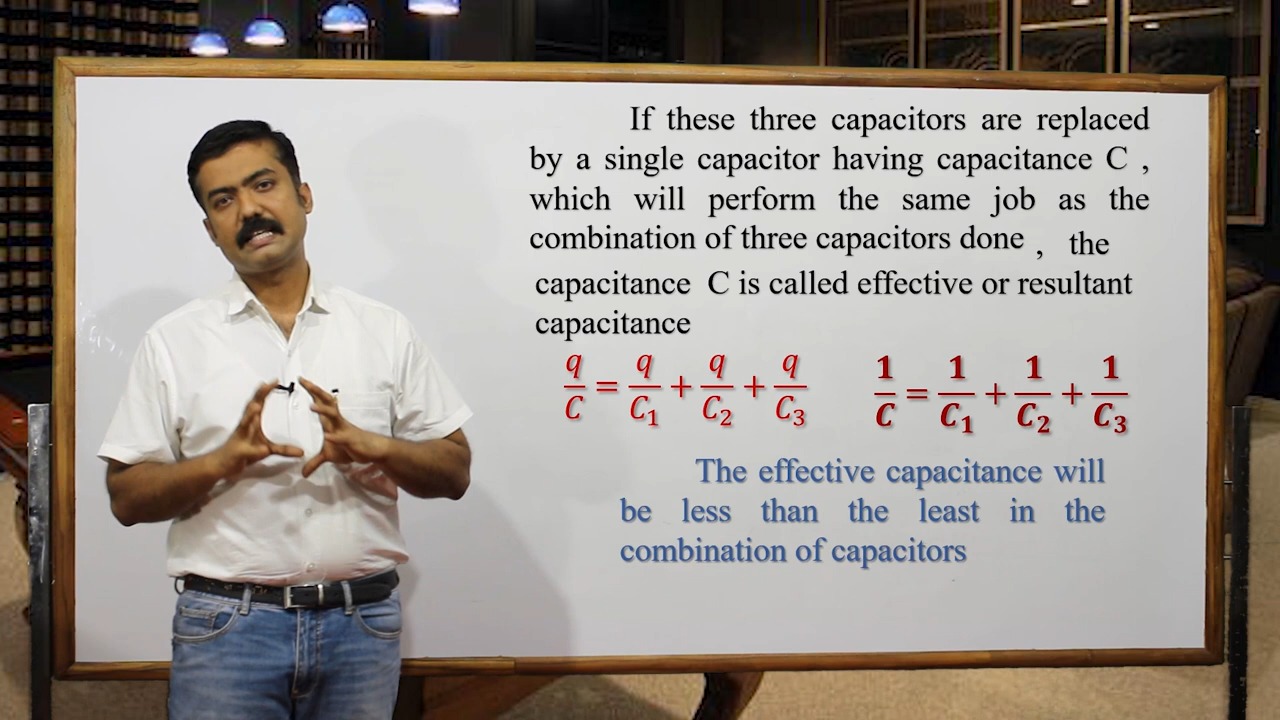 If these three capacitors are replaced
by a single capacitor having capacitance C ,
which will perform the same job as the
combination of three capacitors done , the
capacitance C is called effective or resultant
capacitance
q/C = q/C₁ + q/C₂ + q/C₃
1/C = 1/C₁ + 1/C₂ + 1/C₃
The effective capacitance will
be less than the least in the
combination of capacitors